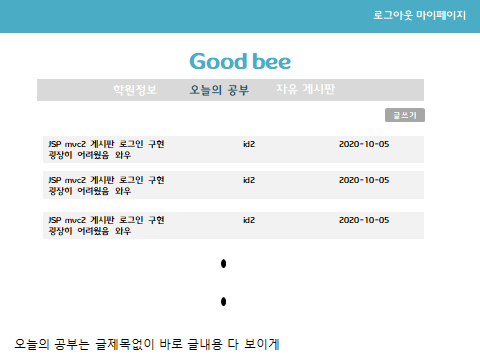 로그아웃 마이페이지
Good bee
학원정보 오늘의 공부 자유 게시판
글쓰기
JSP mvc2 게시판 로그인 구현 id2 2020-10-05
굉장히 어려웠음 와우
JSP mvc2 게시판 로그인 구현 id2 2020-10-05
굉장히 어려웠음 와우
JSP mvc2 게시판 로그인 구현 id2 2020-10-05
굉장히 어려웠음 와우
오늘의 공부는 글제목없이 바로 글내용 다 보이게